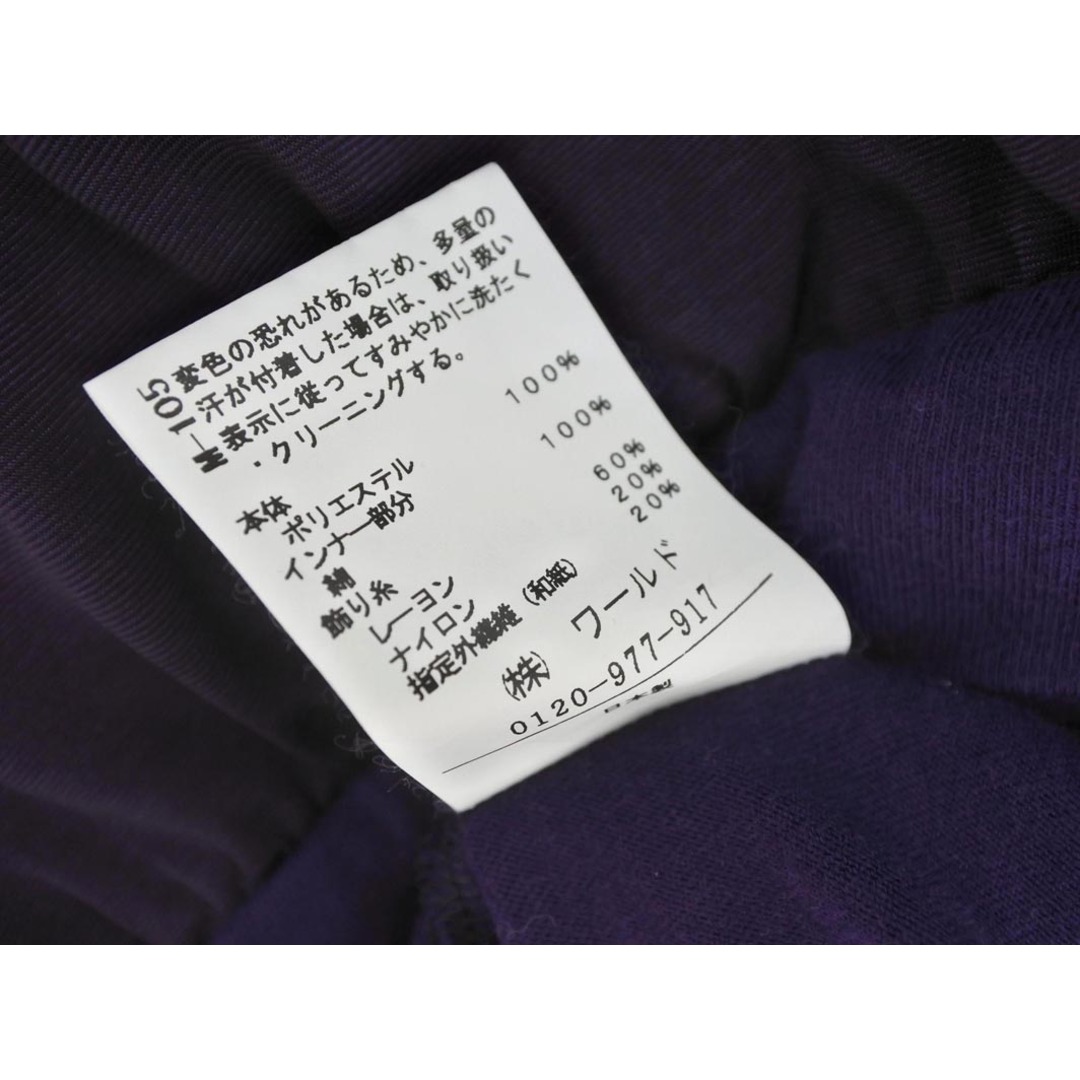 M-105
変色の恐れがあるため、多量の
汗が付着した場合は、取り扱い
表示に従ってすみやかに洗たく
・クリーニングする。
本体
ポリエステル 100%
インナー部分
綿 100%
飾り糸
レーヨン 60%
ナイロン 20%
指定外繊維(和紙) 20%
(株) ワールド
0120-977-917
日本製